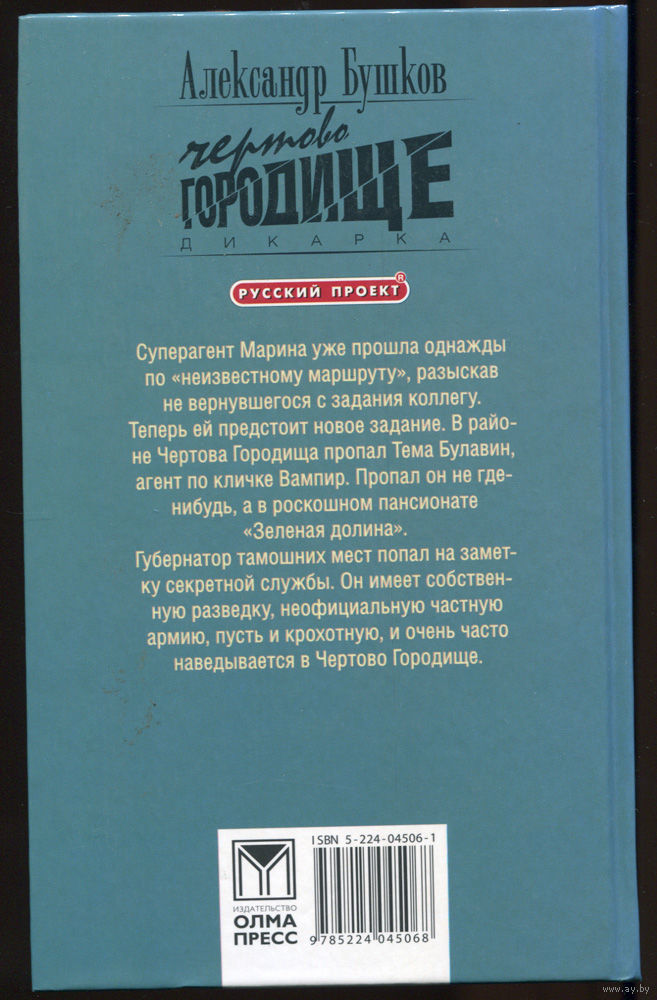 Александр Бушков
чертово
ГОРОДИЩЕ
ДИКАРКА
РУССКИЙ ПРОЕКТ ®
Суперагент Марина уже прошла однажды
по «неизвестному маршруту», разыскав
не вернувшегося с задания коллегу.
Теперь ей предстоит новое задание. В райо-
не Чертова Городища пропал Тема Булавин,
агент по кличке Вампир. Пропал он не где-
нибудь, а в роскошном пансионате
«Зеленая долина».
Губернатор тамошних мест попал на замет-
ку секретной службы. Он имеет собствен-
ную разведку, неофициальную частную
армию, пусть и крохотную, и очень часто
наведывается в Чертово Городище.
ИЗДАТЕЛЬСТВО
ОЛМА
ПРЕСС
ISBN 5-224-04506-1
9 785224 045068
www.ay.by